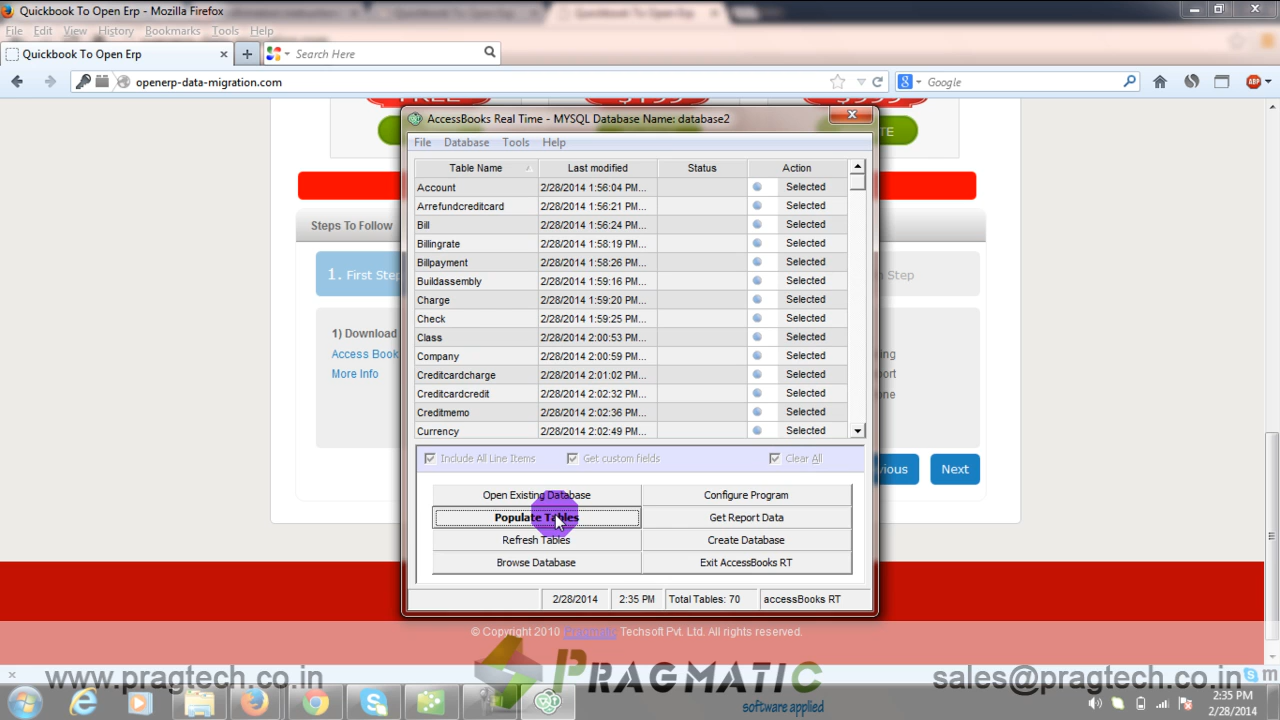 Quickbook To Open Erp - Mozilla Firefox
File Edit View History Bookmarks Tools Help
Quickbook To Open Erp
Search Here
openerp-data-migration.com
Google
AccessBooks Real Time - MYSQL Database Name: database2
File Database Tools Help
Table Name Last modified Status Action
Account 2/28/2014 1:56:04 PM... Selected
Arrefundcreditcard 2/28/2014 1:56:21 PM... Selected
Bill 2/28/2014 1:56:24 PM... Selected
Billingrate 2/28/2014 1:58:19 PM... Selected
Billpayment 2/28/2014 1:58:26 PM... Selected
Buildassembly 2/28/2014 1:59:16 PM... Selected
Charge 2/28/2014 1:59:20 PM... Selected
Check 2/28/2014 1:59:25 PM... Selected
Class 2/28/2014 2:00:53 PM... Selected
Company 2/28/2014 2:00:59 PM... Selected
Creditcardcharge 2/28/2014 2:01:02 PM... Selected
Creditcardcredit 2/28/2014 2:02:32 PM... Selected
Creditmemo 2/28/2014 2:02:36 PM... Selected
Currency 2/28/2014 2:02:49 PM... Selected
Include All Line Items Get custom fields Clear All
Open Existing Database Configure Program
Populate Tables Get Report Data
Refresh Tables Create Database
Browse Database Exit AccessBooks RT
2/28/2014 2:35 PM Total Tables: 70 accessBooks RT
Steps To Follow
1. First Step
Step
1) Download
Access Book
More Info
ious Next
© Copyright 2010 Pragmatic Techsoft Pvt. Ltd. All rights reserved.
www.pragtech.co.in
PRAGMATIC
software applied
sales@pragtech.co.in
2:35 PM
2/28/2014